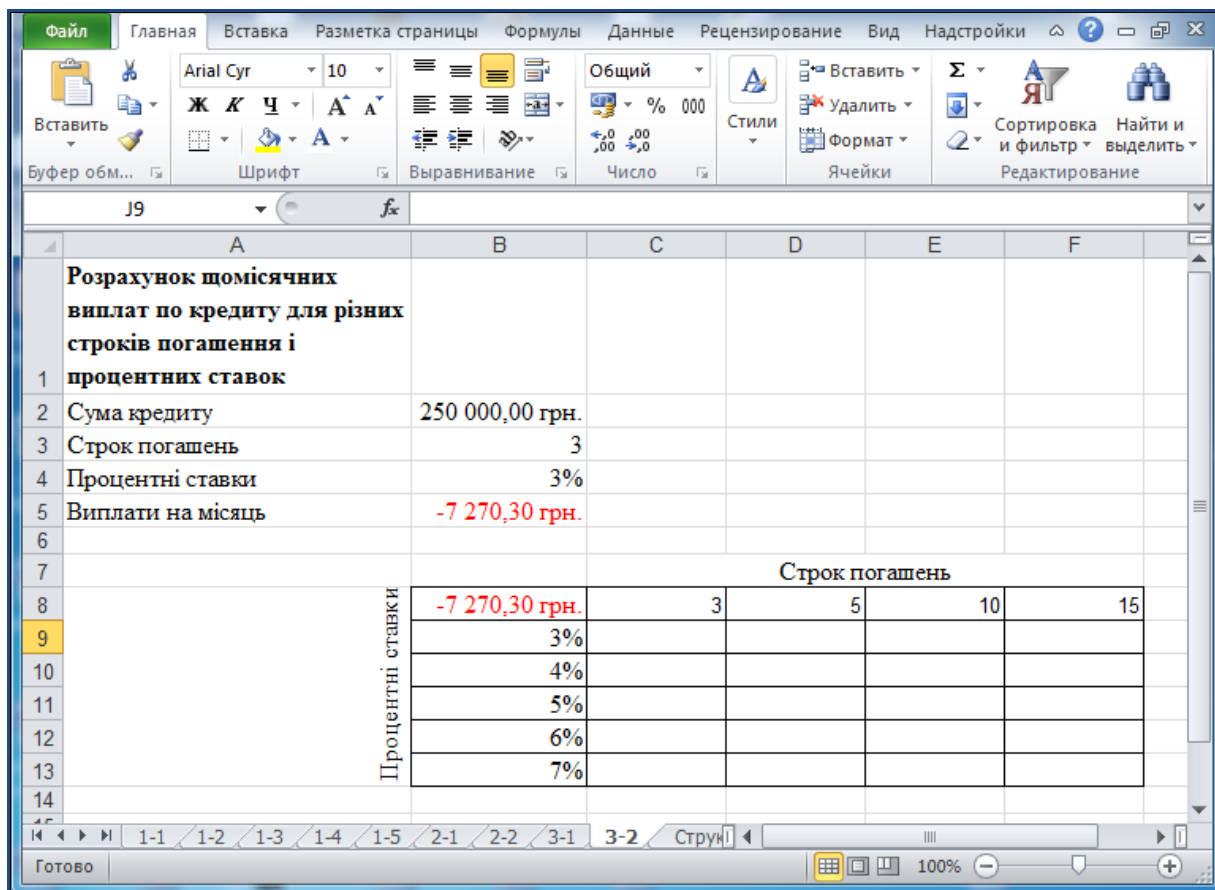 Файл Главная Вставка Разметка страницы Формулы Данные Рецензирование Вид Надстройки
Вставить
Буфер обм...
Arial Cyr 10
Ж К Ч А А
А
Шрифт
Выравнивание
Общий
% 000
Число
Стили
Вставить
Удалить
Формат
Ячейки
Σ
Сортировка и фильтр
Найти и выделить
Редактирование
J9 fx
A B C D E F
1 Розрахунок щомісячних
виплат по кредиту для різних
строків погашення і
процентних ставок
2 Сума кредиту 250 000,00 грн.
3 Строк погашень 3
4 Процентні ставки 3%
5 Виплати на місяць -7 270,30 грн.
6
7 Строк погашень
Процентні ставки
8 -7 270,30 грн. 3 5 10 15
9 3%
10 4%
11 5%
12 6%
13 7%
14
1-1 1-2 1-3 1-4 1-5 2-1 2-2 3-1 3-2 Струк
Готово 100%